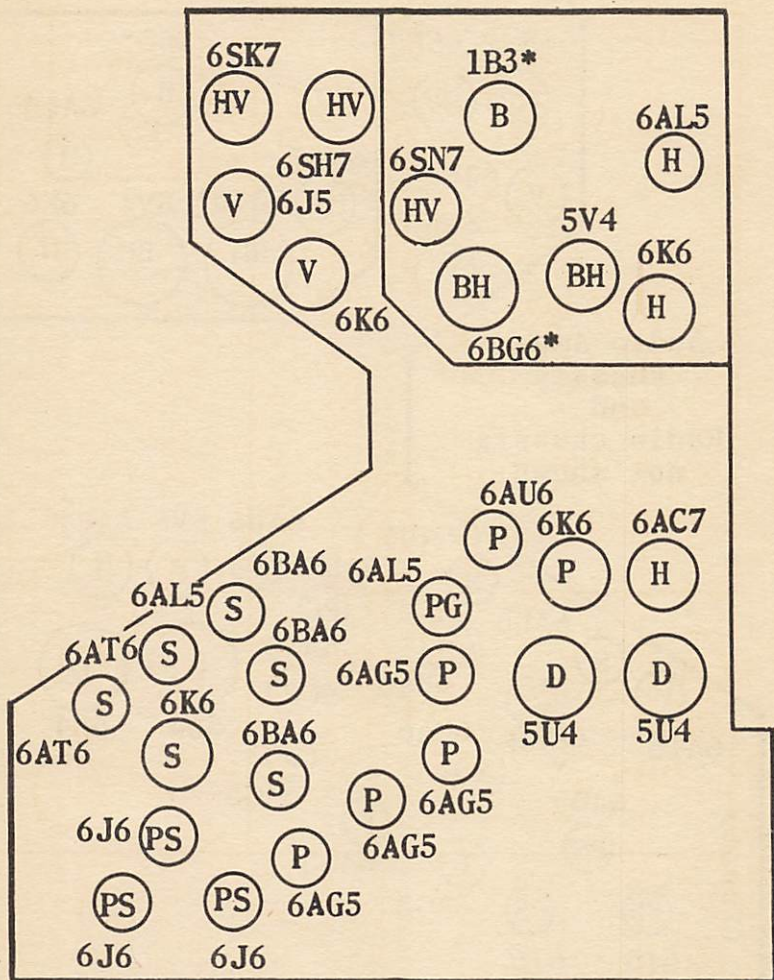 6SK7
HV
HV
6SH7
V
6J5
V
6K6
1B3*
B
6AL5
H
6SN7
HV
5V4
BH
BH
6K6
H
6BG6*
6AU6
P
6K6
P
6AC7
H
6BA6
6AL5
S
6AL5
PG
6BA6
6AT6
S
S
6AG5
P
D
5U4
D
5U4
S
6AT6
6K6
S
6BA6
S
P
6AG5
P
6AG5
6J6
PS
P
6AG5
PS
6J6
PS
6J6